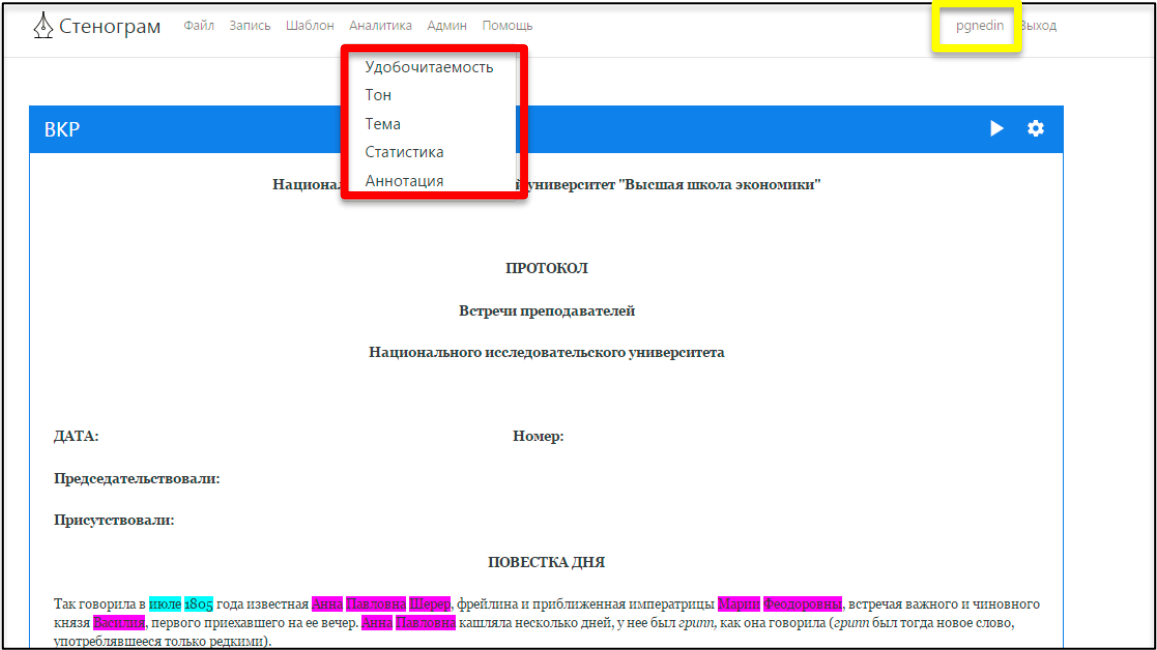 Стенограм Файл Запись Шаблон Аналитика Админ Помощь pgnedin Выход
Удобочитаемость
Тон
Тема
Статистика
Аннотация
ВКР
университет "Высшая школа экономики"
ПРОТОКОЛ
Встречи преподавателей
Национального исследовательского университета
ДАТА: Номер:
Председательствовали:
Присутствовали:
ПОВЕСТКА ДНЯ
Так говорила в июле 1805 года известная Анна Павловна Шерер, фрейлина и приближенная императрицы Марии Феодоровны, встречая важного и чиновного
князя Василия, первого приехавшего на ее вечер. Анна Павловна кашляла несколько дней, у нее был грипп, как она говорила (грипп был тогда новое слово,
употреблявшееся только редкими).